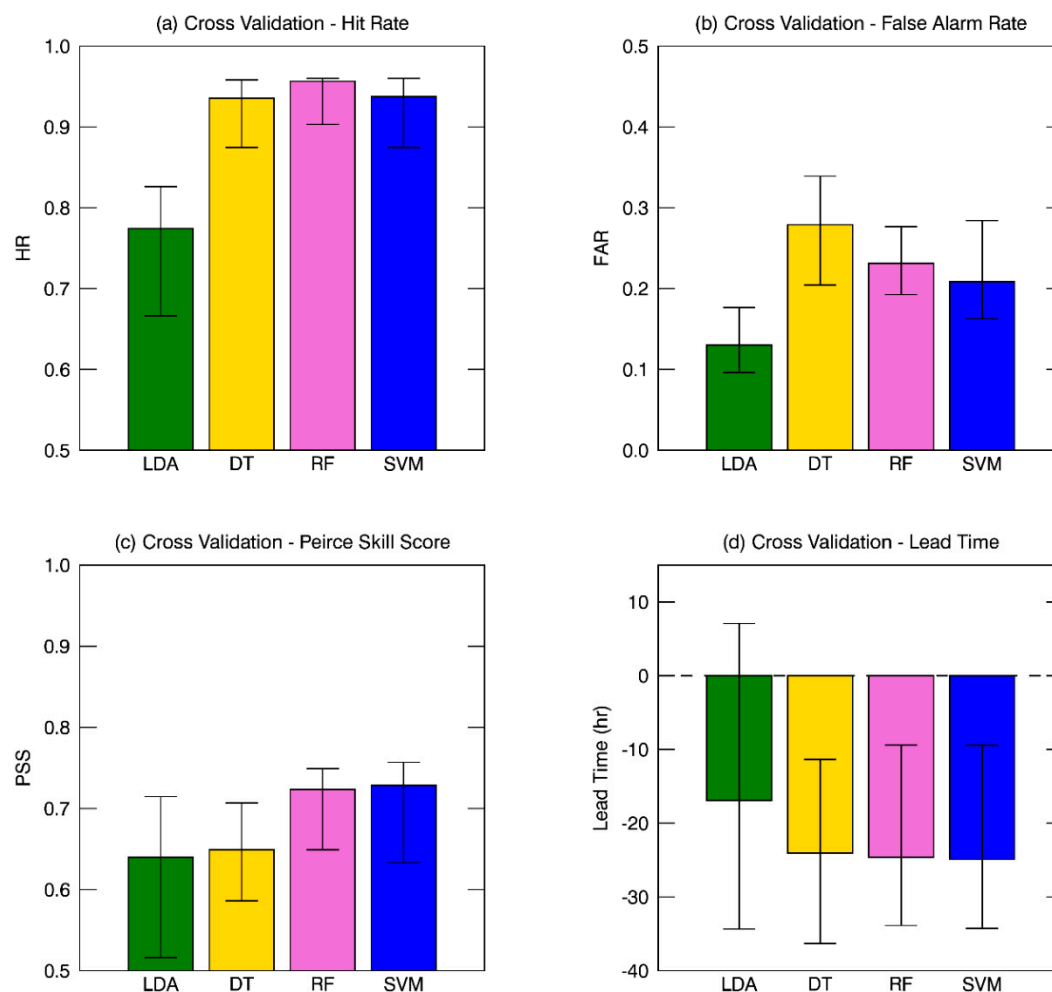 (a) Cross Validation - Hit Rate
1.0
0.9
0.8
0.7
0.6
0.5
HR
LDA DT RF SVM
(b) Cross Validation - False Alarm Rate
0.5
0.4
0.3
0.2
0.1
0.0
FAR
LDA DT RF SVM
(c) Cross Validation - Peirce Skill Score
1.0
0.9
0.8
0.7
0.6
0.5
PSS
LDA DT RF SVM
(d) Cross Validation - Lead Time
10
0
-10
-20
-30
-40
Lead Time (hr)
LDA DT RF SVM